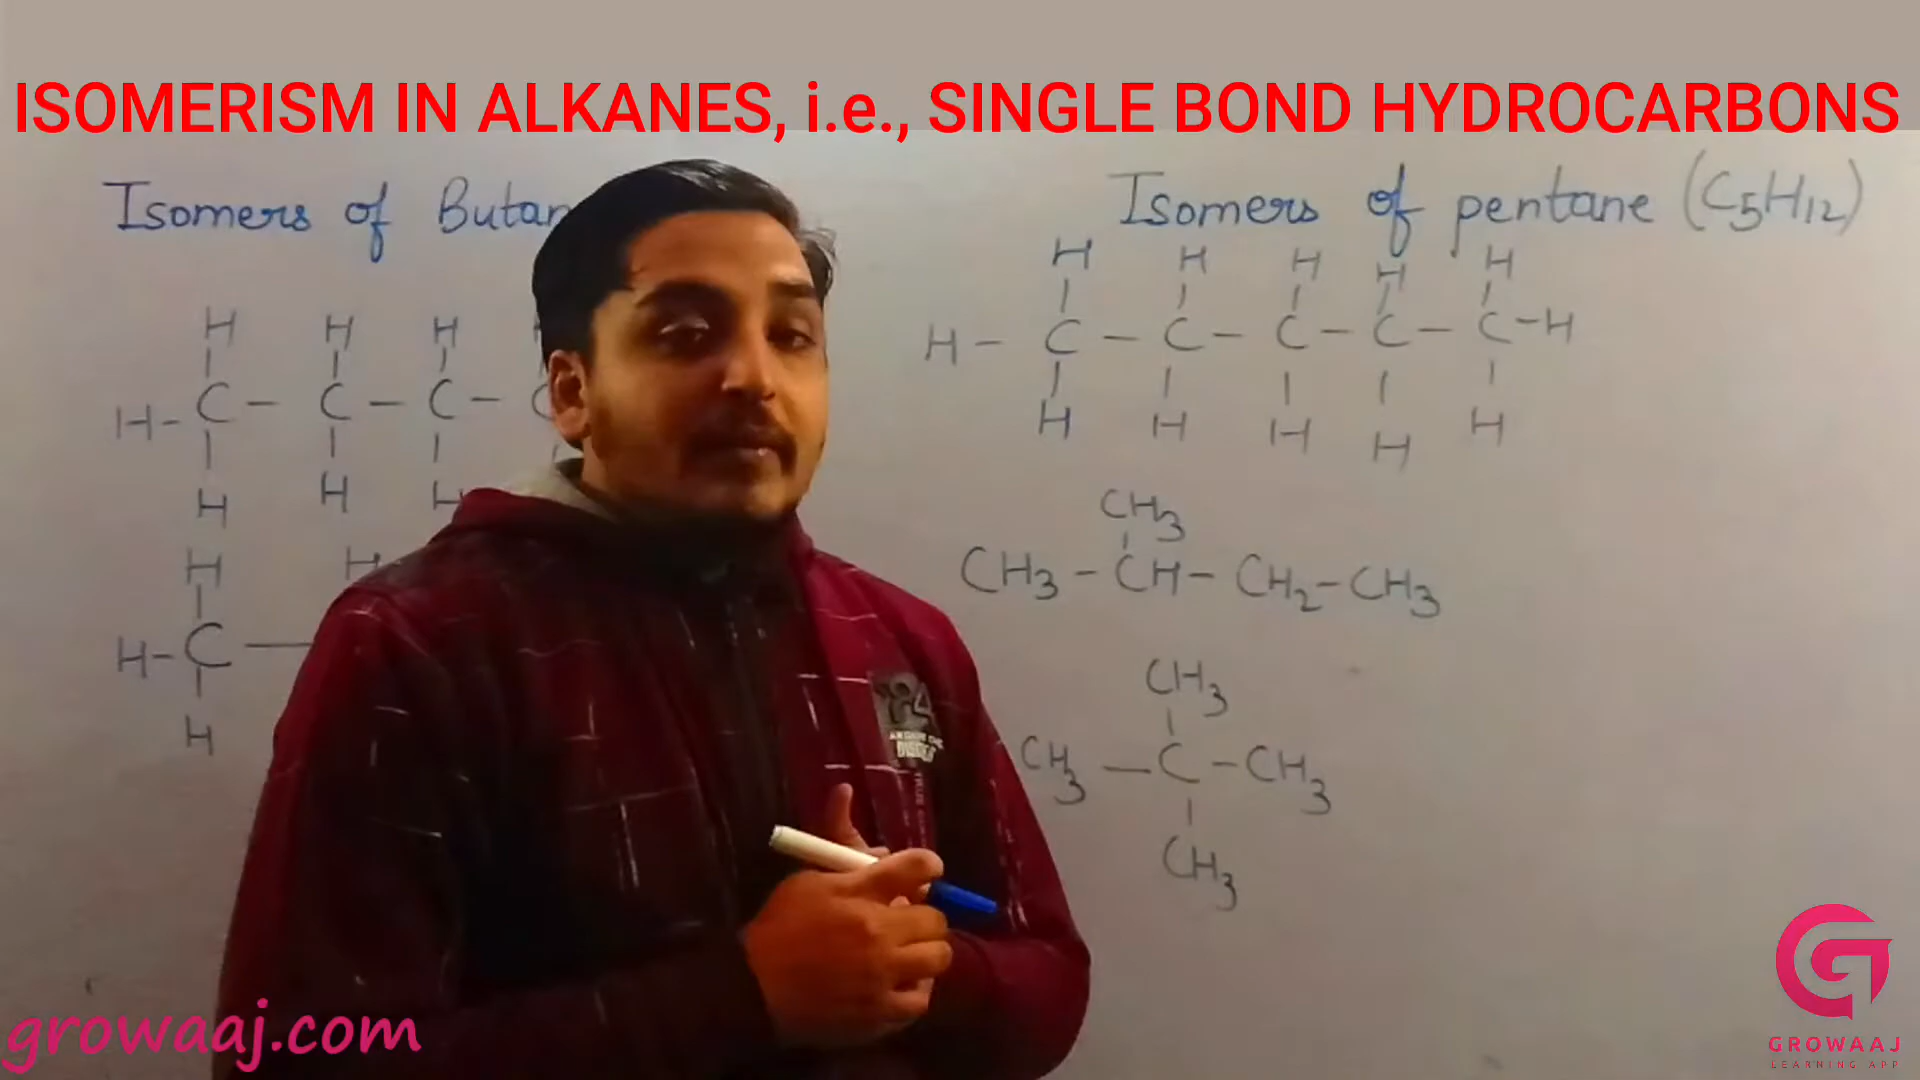 ISOMERISM IN ALKANES, i.e., SINGLE BOND HYDROCARBONS
Isomers of Butan
H H H
H - C - C - C - C
H H H
H H
H - C —
H
Isomers of pentane (C5H12)
H H H H H
H - C - C - C - C - C - H
H H H H H
CH3
CH3 - CH - CH2 - CH3
CH3
CH3 — C - CH3
CH3
growaaj.com
GROWAAJ
LEARNING APP